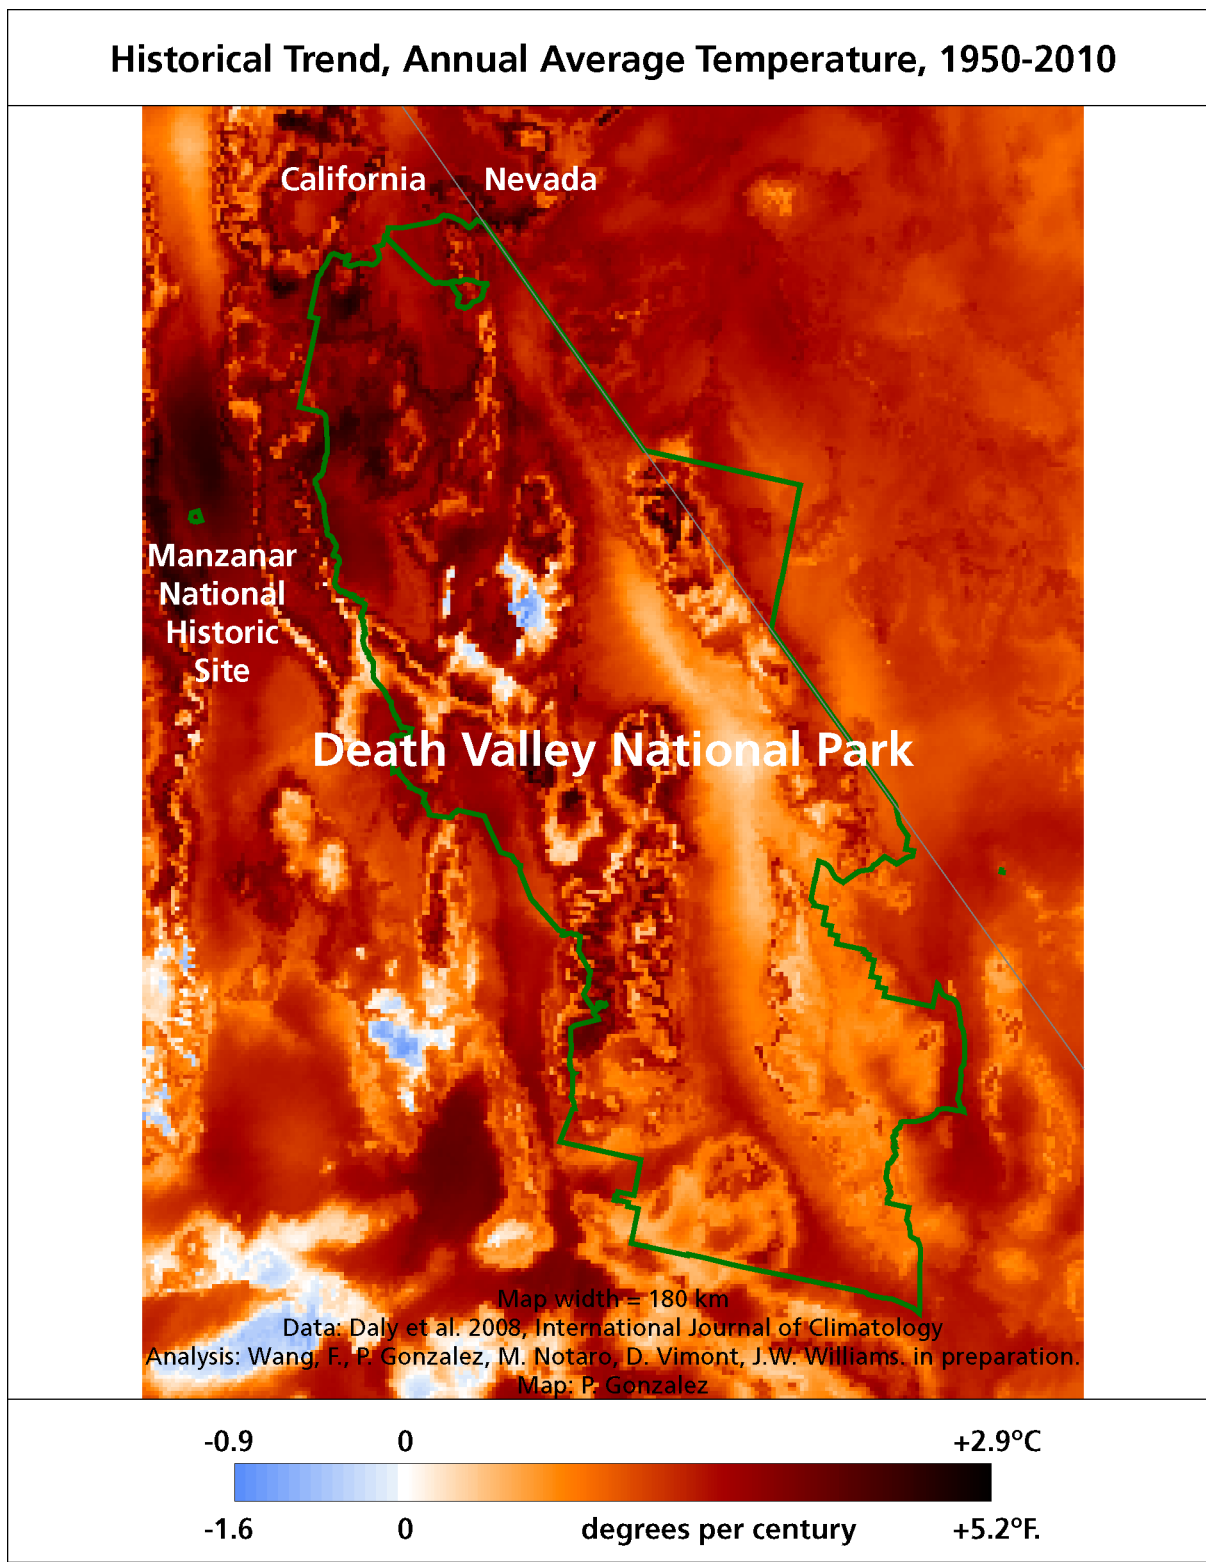 Historical Trend, Annual Average Temperature, 1950-2010
California Nevada
Manzanar
National
Historic
Site
Death Valley National Park
Map width = 180 km
Data: Daly et al. 2008, International Journal of Climatology
Analysis: Wang, F., P. Gonzalez, M. Notaro, D. Vimont, J.W. Williams. in preparation.
Map: P. Gonzalez
-0.9 0 +2.9ºC
-1.6 0 degrees per century +5.2ºF.